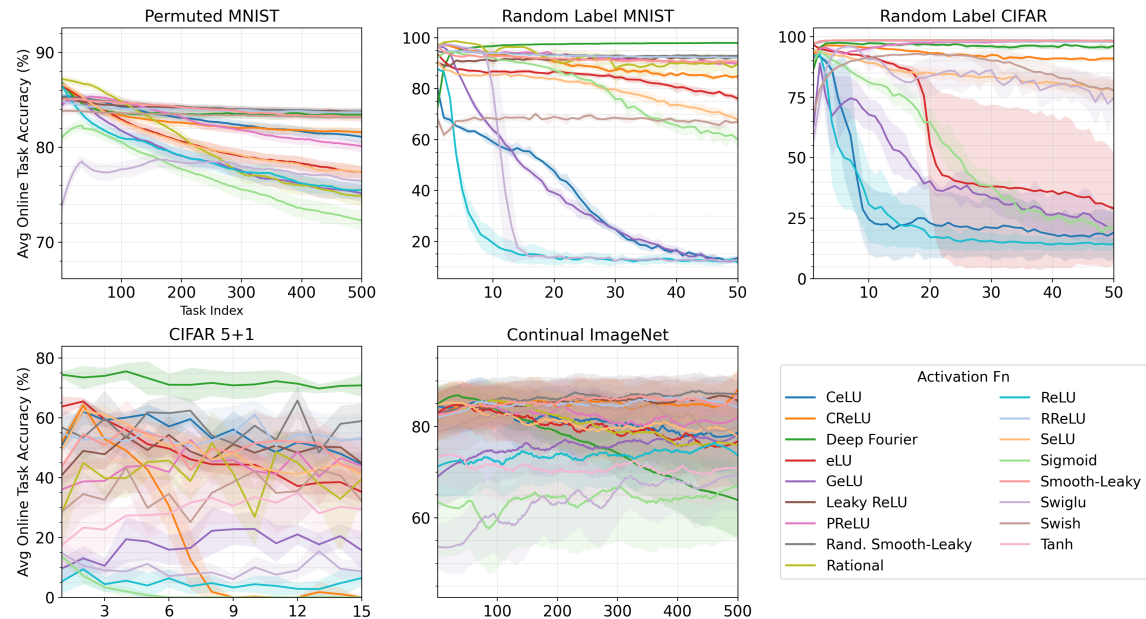 Permuted MNIST
Avg Online Task Accuracy (%)
90
80
70
100 200 300 400 500
Task Index
Random Label MNIST
100
80
60
40
20
10 20 30 40 50
Random Label CIFAR
100
75
50
25
0
10 20 30 40 50
CIFAR 5+1
Avg Online Task Accuracy (%)
80
60
40
20
0
3 6 9 12 15
Continual ImageNet
80
60
100 200 300 400 500
Activation Fn
CeLU
CReLU
Deep Fourier
eLU
GeLU
Leaky ReLU
PReLU
Rand. Smooth-Leaky
Rational
ReLU
RReLU
SeLU
Sigmoid
Smooth-Leaky
Swiglu
Swish
Tanh